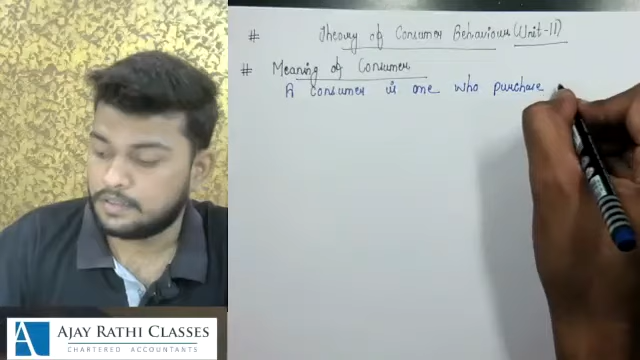 # Theory of Consumer Behaviour (Unit-II)
# Meaning of Consumer
A consumer is one who purchase
A AJAY RATHI CLASSES
CHARTERED ACCOUNTANTS